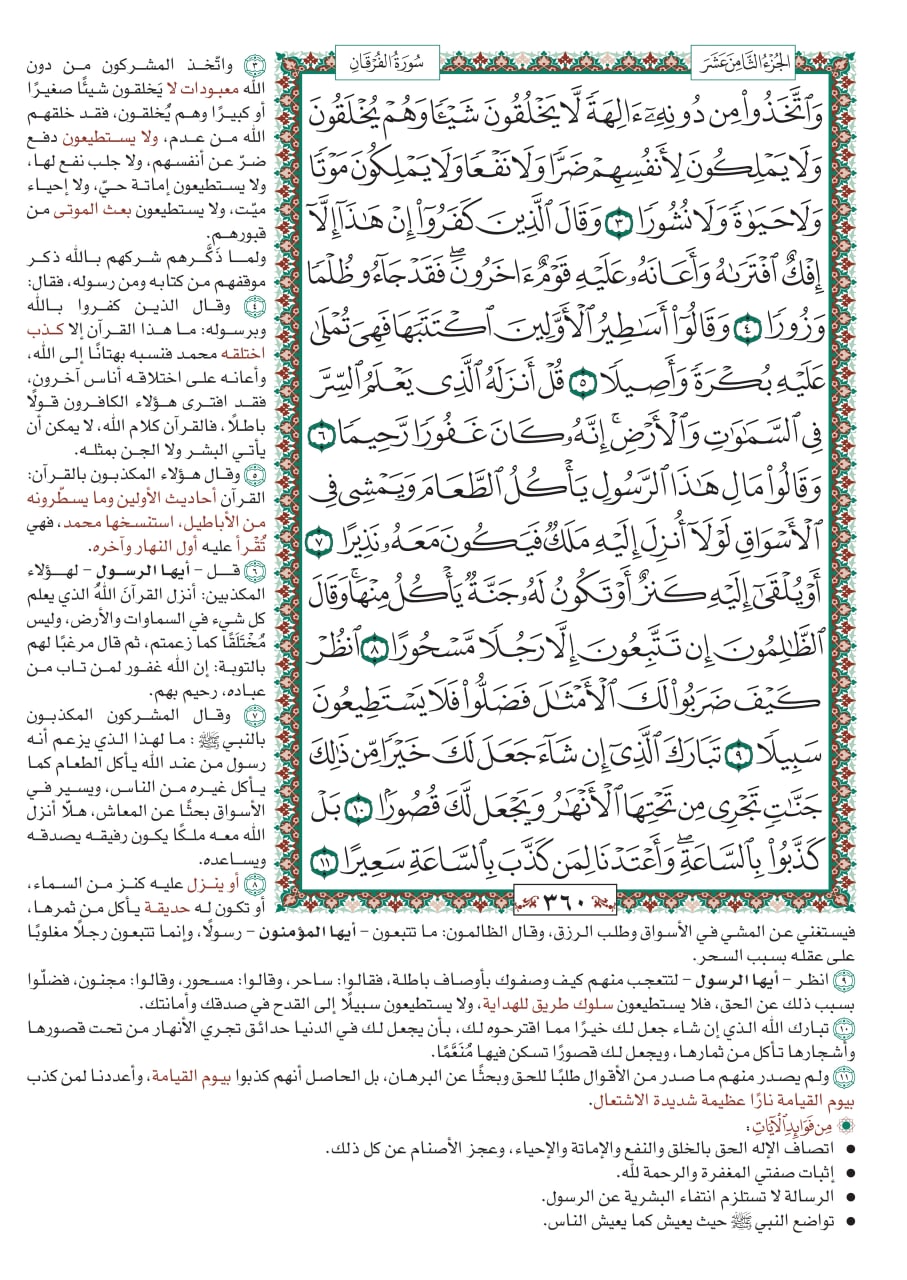 الجُزْءُ الثَّامِنَ عَشَرَ
سُورَةُ الفُرْقَانِ
وَٱتَّخَذُوا۟ مِن دُونِهِۦٓ ءَالِهَةً لَّا يَخْلُقُونَ شَيْـًٔا وَهُمْ يُخْلَقُونَ
وَلَا يَمْلِكُونَ لِأَنفُسِهِمْ ضَرًّا وَلَا نَفْعًا وَلَا يَمْلِكُونَ مَوْتًا
وَلَا حَيَوٰةً وَلَا نُشُورًا ٣ وَقَالَ ٱلَّذِينَ كَفَرُوٓا۟ إِنْ هَـٰذَآ إِلَّآ
إِفْكٌ ٱفْتَرَىٰهُ وَأَعَانَهُۥ عَلَيْهِ قَوْمٌ ءَاخَرُونَ ۖ فَقَدْ جَآءُو ظُلْمًا
وَزُورًا ٤ وَقَالُوٓا۟ أَسَـٰطِيرُ ٱلْأَوَّلِينَ ٱكْتَتَبَهَا فَهِىَ تُمْلَىٰ
عَلَيْهِ بُكْرَةً وَأَصِيلًا ٥ قُلْ أَنزَلَهُ ٱلَّذِى يَعْلَمُ ٱلسِّرَّ
فِى ٱلسَّمَـٰوَٰتِ وَٱلْأَرْضِ ۚ إِنَّهُۥ كَانَ غَفُورًا رَّحِيمًا ٦
وَقَالُوا۟ مَالِ هَـٰذَا ٱلرَّسُولِ يَأْكُلُ ٱلطَّعَامَ وَيَمْشِى فِى
ٱلْأَسْوَاقِ لَوْلَآ أُنزِلَ إِلَيْهِ مَلَكٌ فَيَكُونَ مَعَهُۥ نَذِيرًا ٧
أَوْ يُلْقَىٰٓ إِلَيْهِ كَنزٌ أَوْ تَكُونُ لَهُۥ جَنَّةٌ يَأْكُلُ مِنْهَا ۚ وَقَالَ
ٱلظَّـٰلِمُونَ إِن تَتَّبِعُونَ إِلَّا رَجُلًا مَّسْحُورًا ٨ ٱنظُرْ
كَيْفَ ضَرَبُوا۟ لَكَ ٱلْأَمْثَـٰلَ فَضَلُّوا۟ فَلَا يَسْتَطِيعُونَ
سَبِيلًا ٩ تَبَارَكَ ٱلَّذِىٓ إِن شَآءَ جَعَلَ لَكَ خَيْرًا مِّن ذَٰلِكَ
جَنَّـٰتٍ تَجْرِى مِن تَحْتِهَا ٱلْأَنْهَـٰرُ وَيَجْعَل لَّكَ قُصُورًۢا ١٠ بَلْ
كَذَّبُوا۟ بِٱلسَّاعَةِ ۖ وَأَعْتَدْنَا لِمَن كَذَّبَ بِٱلسَّاعَةِ سَعِيرًا ١١
٣٦٠
٣ واتّخذ المشركون من دون
الله معبودات لا يَخلقون شيئًا صغيرًا
أو كبيرًا وهم يُخلقون، فقد خلقهم
الله من عدم، ولا يستطيعون دفع
ضرّ عن أنفسهم، ولا جلب نفع لها،
ولا يستطيعون إماتة حيّ، ولا إحياء
ميّت، ولا يستطيعون بعث الموتى من
قبورهم.
ولما ذَكَّرهم شركهم بالله ذكر
موقفهم من كتابه ومن رسوله، فقال:
٤ وقال الذين كفروا بالله
وبرسوله: ما هذا القرآن إلا كذب
اختلقه محمد فنسبه بهتانًا إلى الله،
وأعانه على اختلاقه أناس آخرون،
فقد افترى هؤلاء الكافرون قولًا
باطلًا، فالقرآن كلام الله، لا يمكن أن
يأتي البشر ولا الجن بمثله.
٥ وقال هؤلاء المكذبون بالقرآن:
القرآن أحاديث الأولين وما يسطّرونه
من الأباطيل، استنسخها محمد، فهي
تُقْرأ عليه أول النهار وآخره.
٦ قل – أيها الرسول – لهؤلاء
المكذبين: أنزل القرآنَ اللهُ الذي يعلم
كل شيء في السماوات والأرض، وليس
مُخْتَلَقًا كما زعمتم، ثم قال مرغبًا لهم
بالتوبة: إن الله غفور لمن تاب من
عباده، رحيم بهم.
٧ وقال المشركون المكذبون
بالنبي ﷺ: ما لهذا الذي يزعم أنه
رسول من عند الله يأكل الطعام كما
يأكل غيره من الناس، ويسير في
الأسواق بحثًا عن المعاش، هلّا أنزل
الله معه ملكًا يكون رفيقه يصدقه
ويساعده.
٨ أو ينزل عليه كنز من السماء،
أو تكون له حديقة يأكل من ثمرها،
فيستغني عن المشي في الأسواق وطلب الرزق، وقال الظالمون: ما تتبعون – أيها المؤمنون – رسولًا، وإنما تتبعون رجلًا مغلوبًا
على عقله بسبب السحر.
٩ انظر – أيها الرسول – لتتعجب منهم كيف وصفوك بأوصاف باطلة، فقالوا: ساحر، وقالوا: مسحور، وقالوا: مجنون، فضلّوا
بسبب ذلك عن الحق، فلا يستطيعون سلوك طريق للهداية، ولا يستطيعون سبيلًا إلى القدح في صدقك وأمانتك.
١٠ تبارك الله الذي إن شاء جعل لك خيرًا مما اقترحوه لك، بأن يجعل لك في الدنيا حدائق تجري الأنهار من تحت قصورها
وأشجارها تأكل من ثمارها، ويجعل لك قصورًا تسكن فيها مُنَعَّمًا.
١١ ولم يصدر منهم ما صدر من الأقوال طلبًا للحق وبحثًا عن البرهان، بل الحاصل أنهم كذبوا بيوم القيامة، وأعددنا لمن كذب
بيوم القيامة نارًا عظيمة شديدة الاشتعال.
مِن فَوَائِدِ الآيَاتِ:
• اتصاف الإله الحق بالخلق والنفع والإماتة والإحياء، وعجز الأصنام عن كل ذلك.
• إثبات صفتي المغفرة والرحمة لله.
• الرسالة لا تستلزم انتفاء البشرية عن الرسول.
• تواضع النبي ﷺ حيث يعيش كما يعيش الناس.